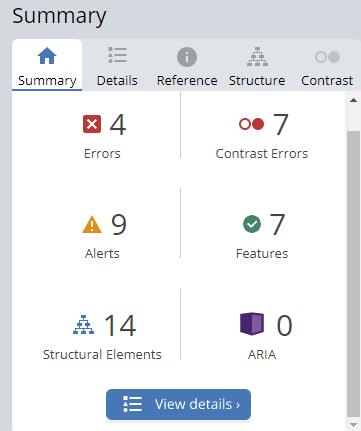 Summary
Summary Details Reference Structure Contrast
4 7
Errors Contrast Errors
9 7
Alerts Features
14 0
Structural Elements ARIA
View details ›